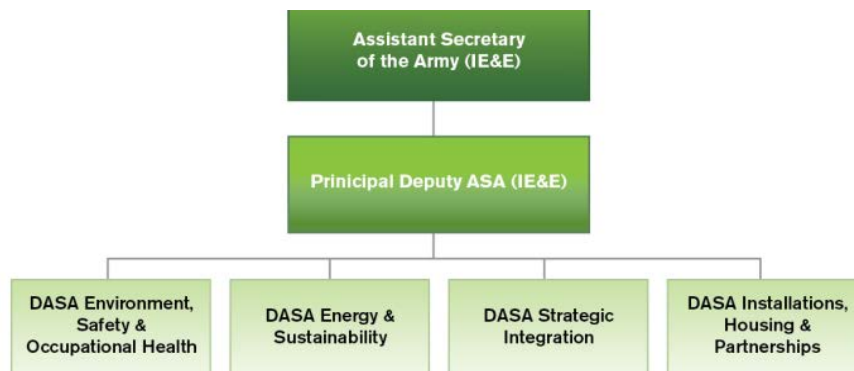 Assistant Secretary
of the Army (IE&E)
Prinicipal Deputy ASA (IE&E)
DASA Environment,
Safety &
Occupational Health
DASA Energy &
Sustainability
DASA Strategic
Integration
DASA Installations,
Housing &
Partnerships